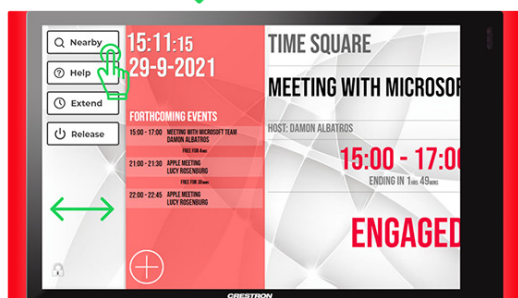 Nearby
Help
Extend
Release
15:11:15
29-9-2021
FORTHCOMING EVENTS
15:00 - 17:00 MEETING WITH MICROSOFT TEAM
DAMON ALBATROS
21:00 - 21:30 APPLE MEETING
LUCY ROSENBURG
22:00 - 22:45 APPLE MEETING
LUCY ROSENBURG
TIME SQUARE
MEETING WITH MICROSOF
HOST: DAMON ALBATROS
15:00 - 17:00
ENDING IN 1HRS 49MINS
ENGAGED
CRESTRON